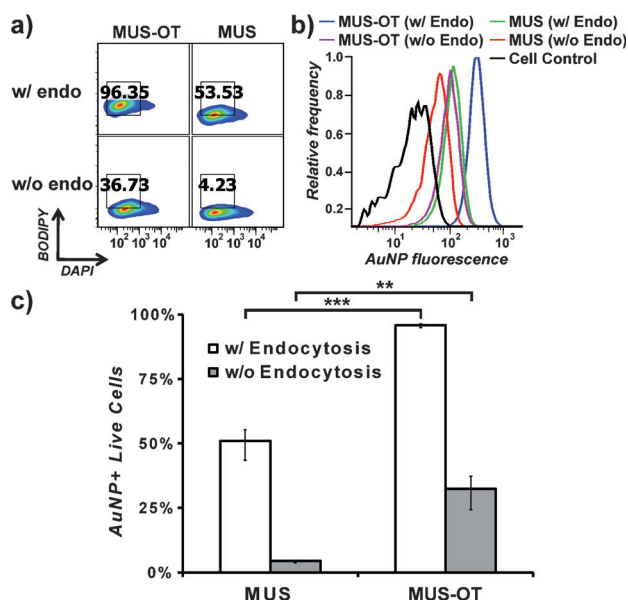 a)
MUS-OT MUS
w/ endo
96.35 53.53
w/o endo
36.73 4.23
BODIPY
DAPI
10² 10³ 10⁴ 10² 10³ 10⁴
b)
MUS-OT (w/ Endo) MUS (w/ Endo)
MUS-OT (w/o Endo) MUS (w/o Endo)
Cell Control
Relative frequency
1.0
0.8
0.6
0.4
0.2
10¹ 10² 10³
AuNP fluorescence
c)
**
***
w/ Endocytosis
w/o Endocytosis
AuNP+ Live Cells
100%
75%
50%
25%
0%
MUS MUS-OT